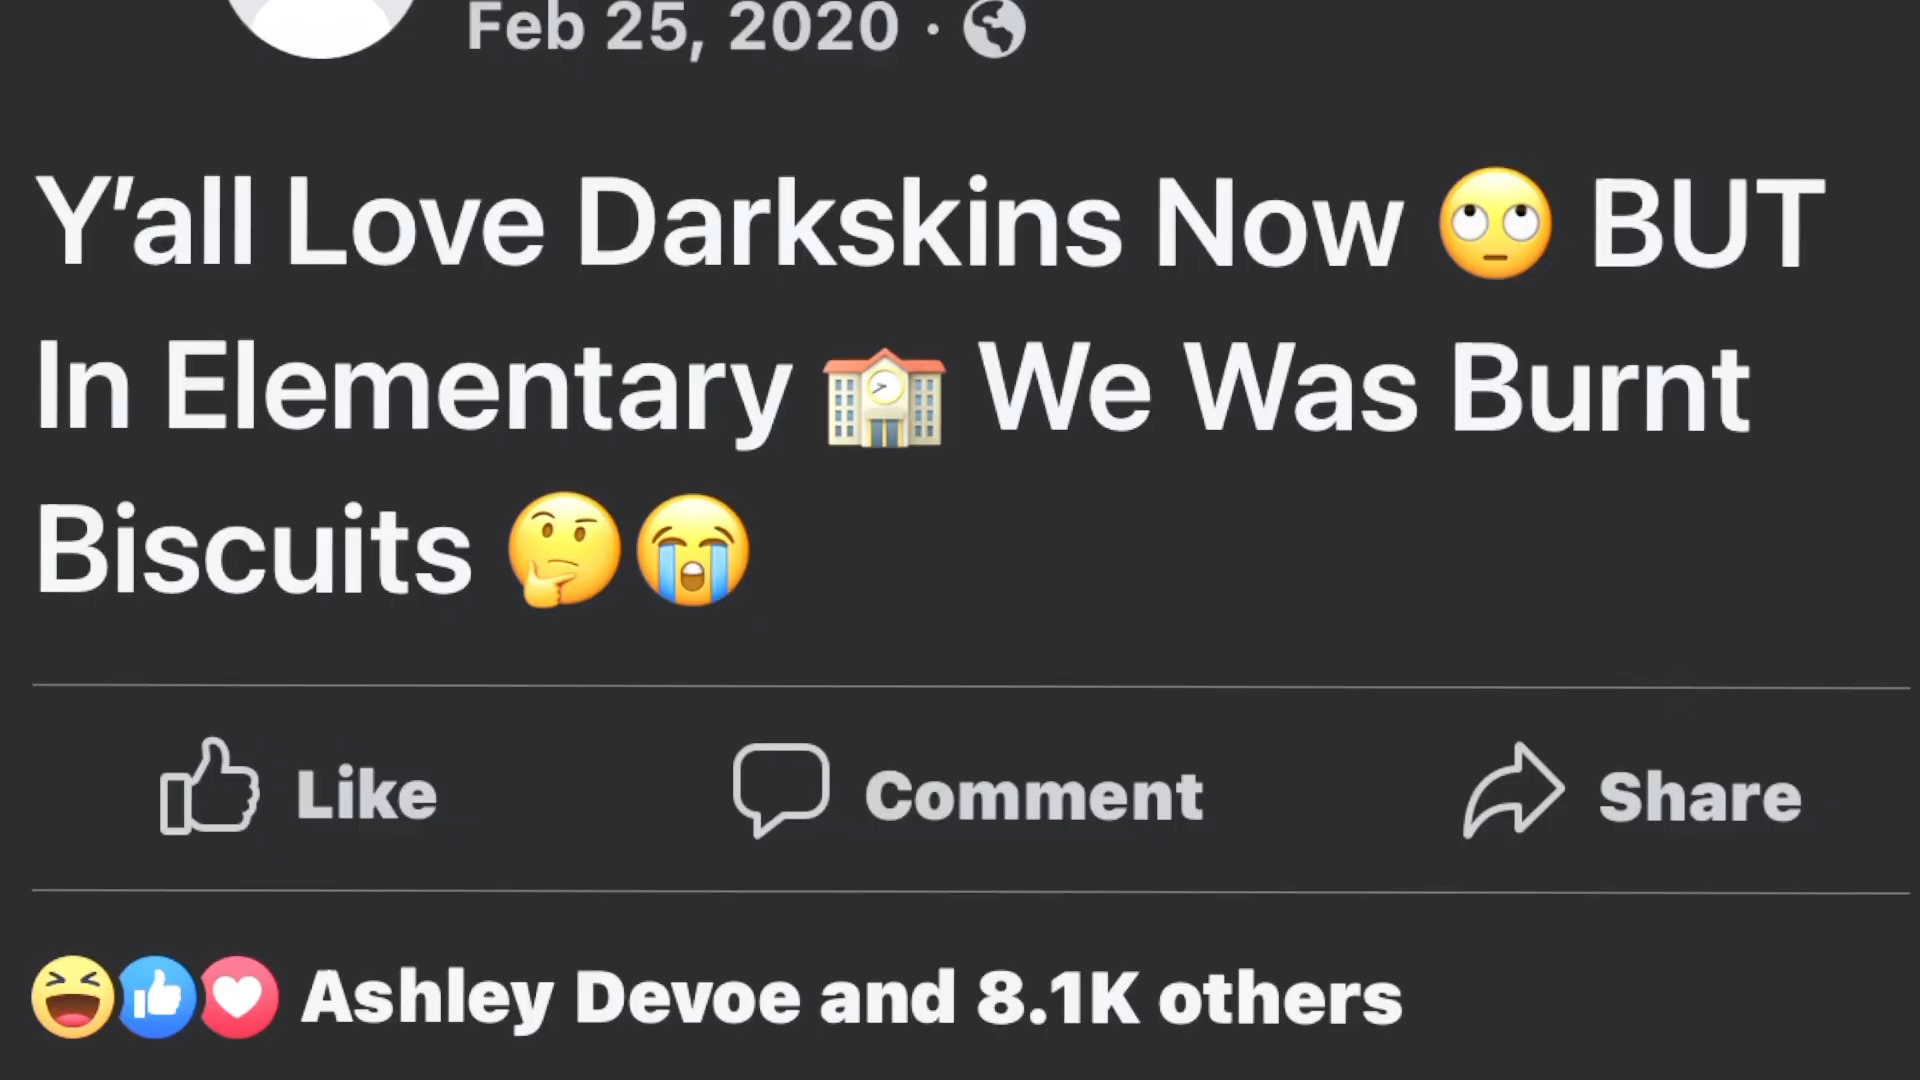 Feb 25, 2020 ·
Y'all Love Darkskins Now 🙄 BUT
In Elementary 🏫 We Was Burnt
Biscuits 🤔😭
Like Comment Share
Ashley Devoe and 8.1K others